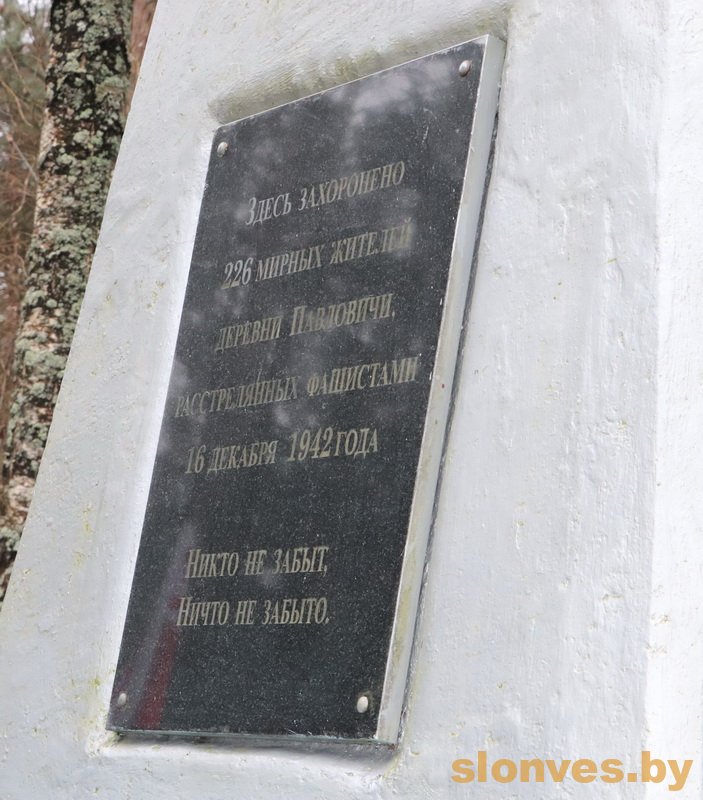 Здесь захоронено
226 мирных жителей
деревни Павловичи,
расстрелянных фашистами
16 декабря 1942 года
Никто не забыт,
Ничто не забыто.
slonves.by